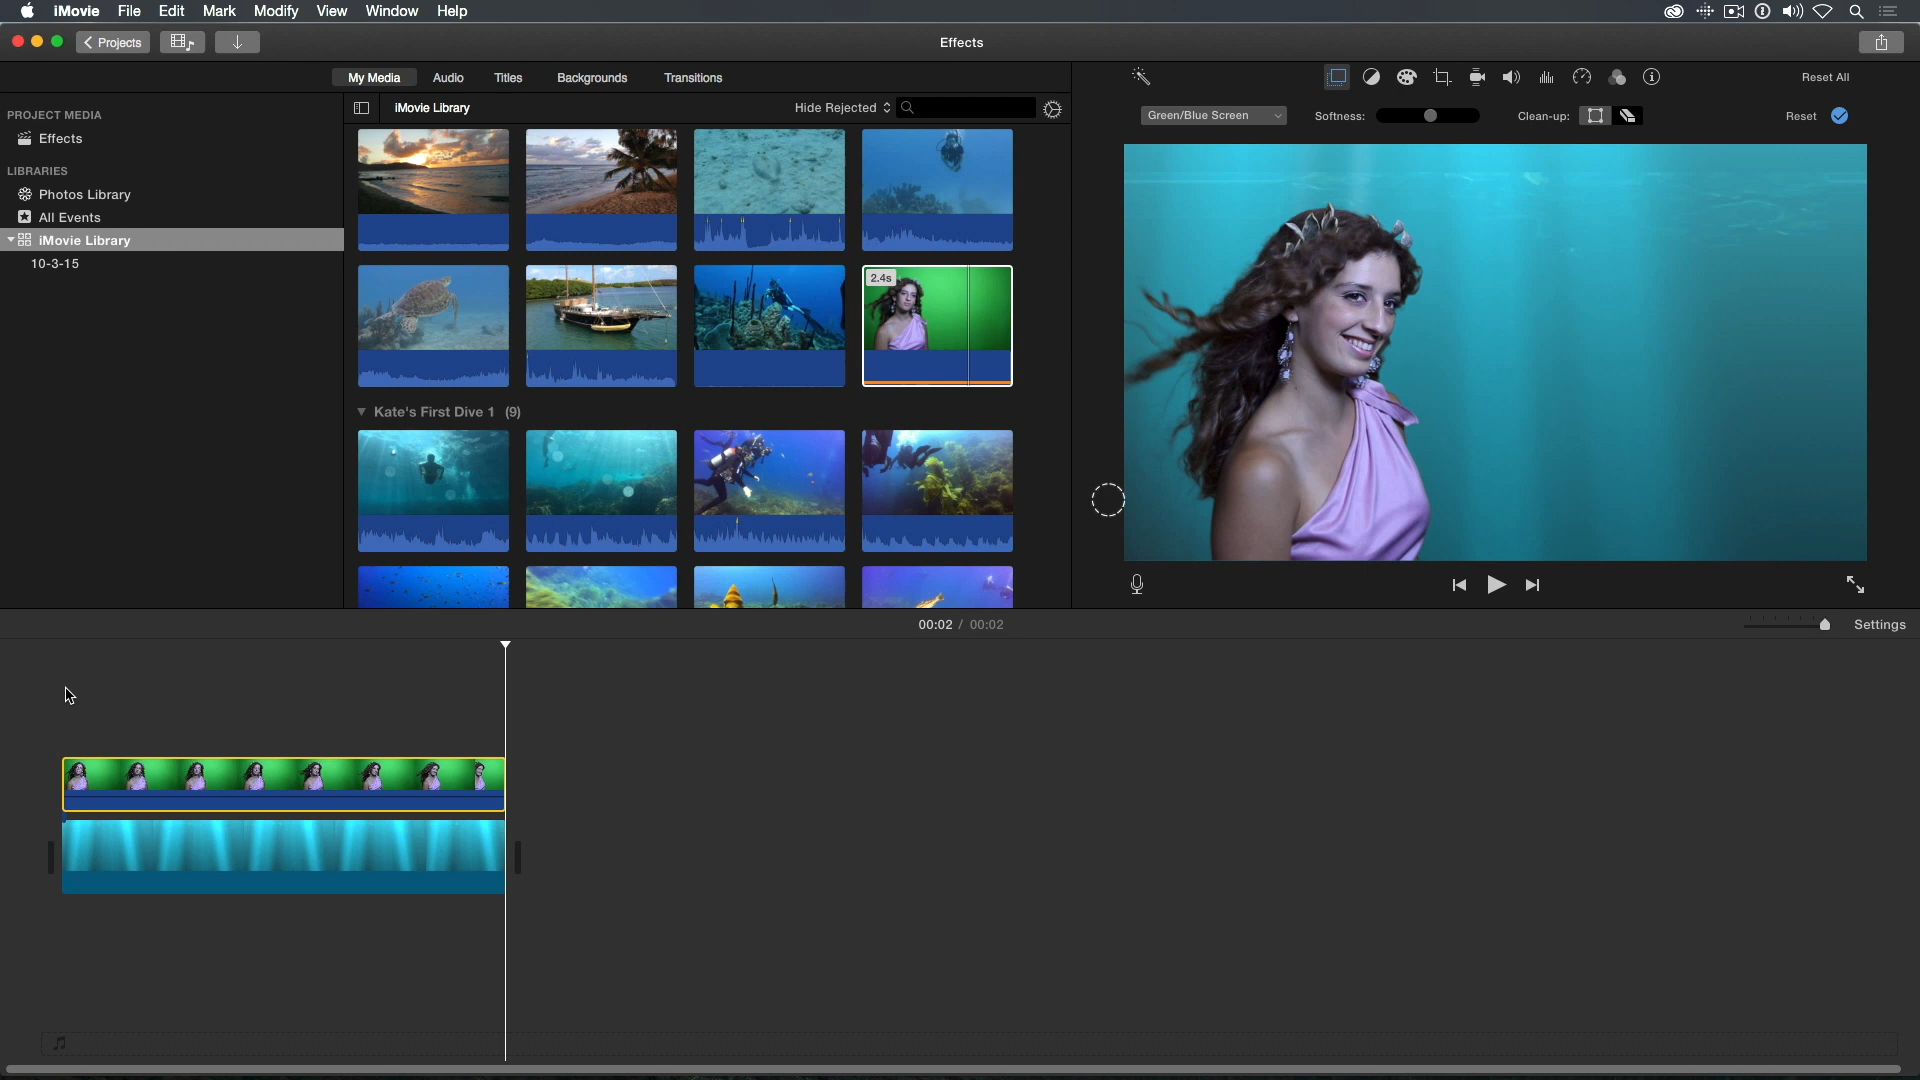 iMovie File Edit Mark Modify View Window Help
Projects
Effects
My Media Audio Titles Backgrounds Transitions
Reset All
PROJECT MEDIA
Effects
LIBRARIES
Photos Library
All Events
iMovie Library
10-3-15
iMovie Library
Hide Rejected
Green/Blue Screen
Softness:
Clean-up:
Reset
2.4s
Kate's First Dive 1 (9)
00:02 / 00:02
Settings